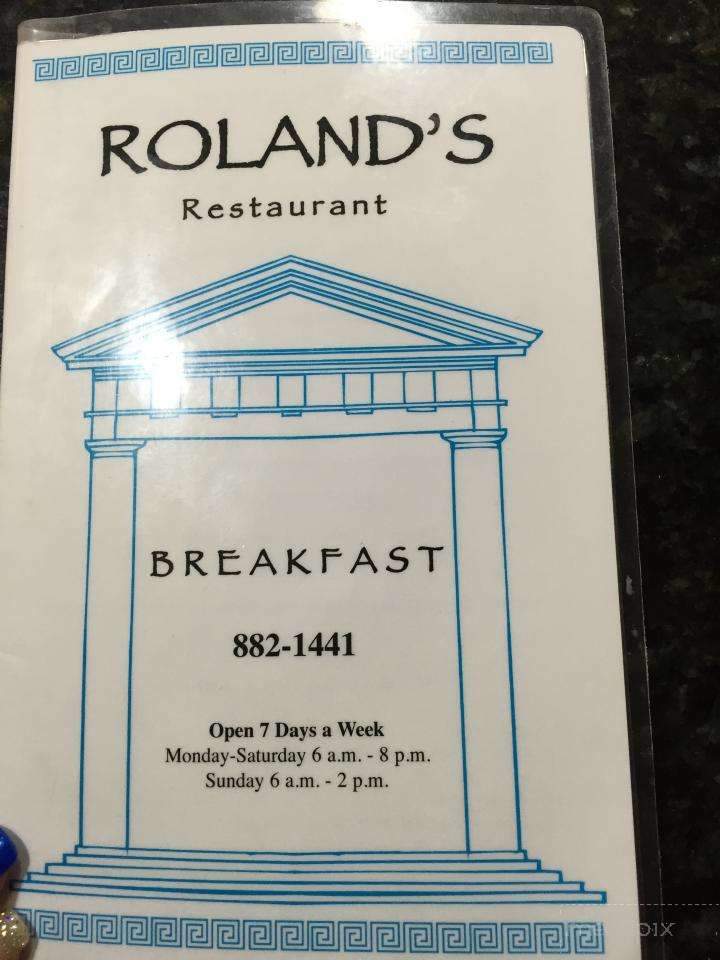 ROLAND'S
Restaurant
BREAKFAST
882-1441
Open 7 Days a Week
Monday-Saturday 6 a.m. - 8 p.m.
Sunday 6 a.m. - 2 p.m.